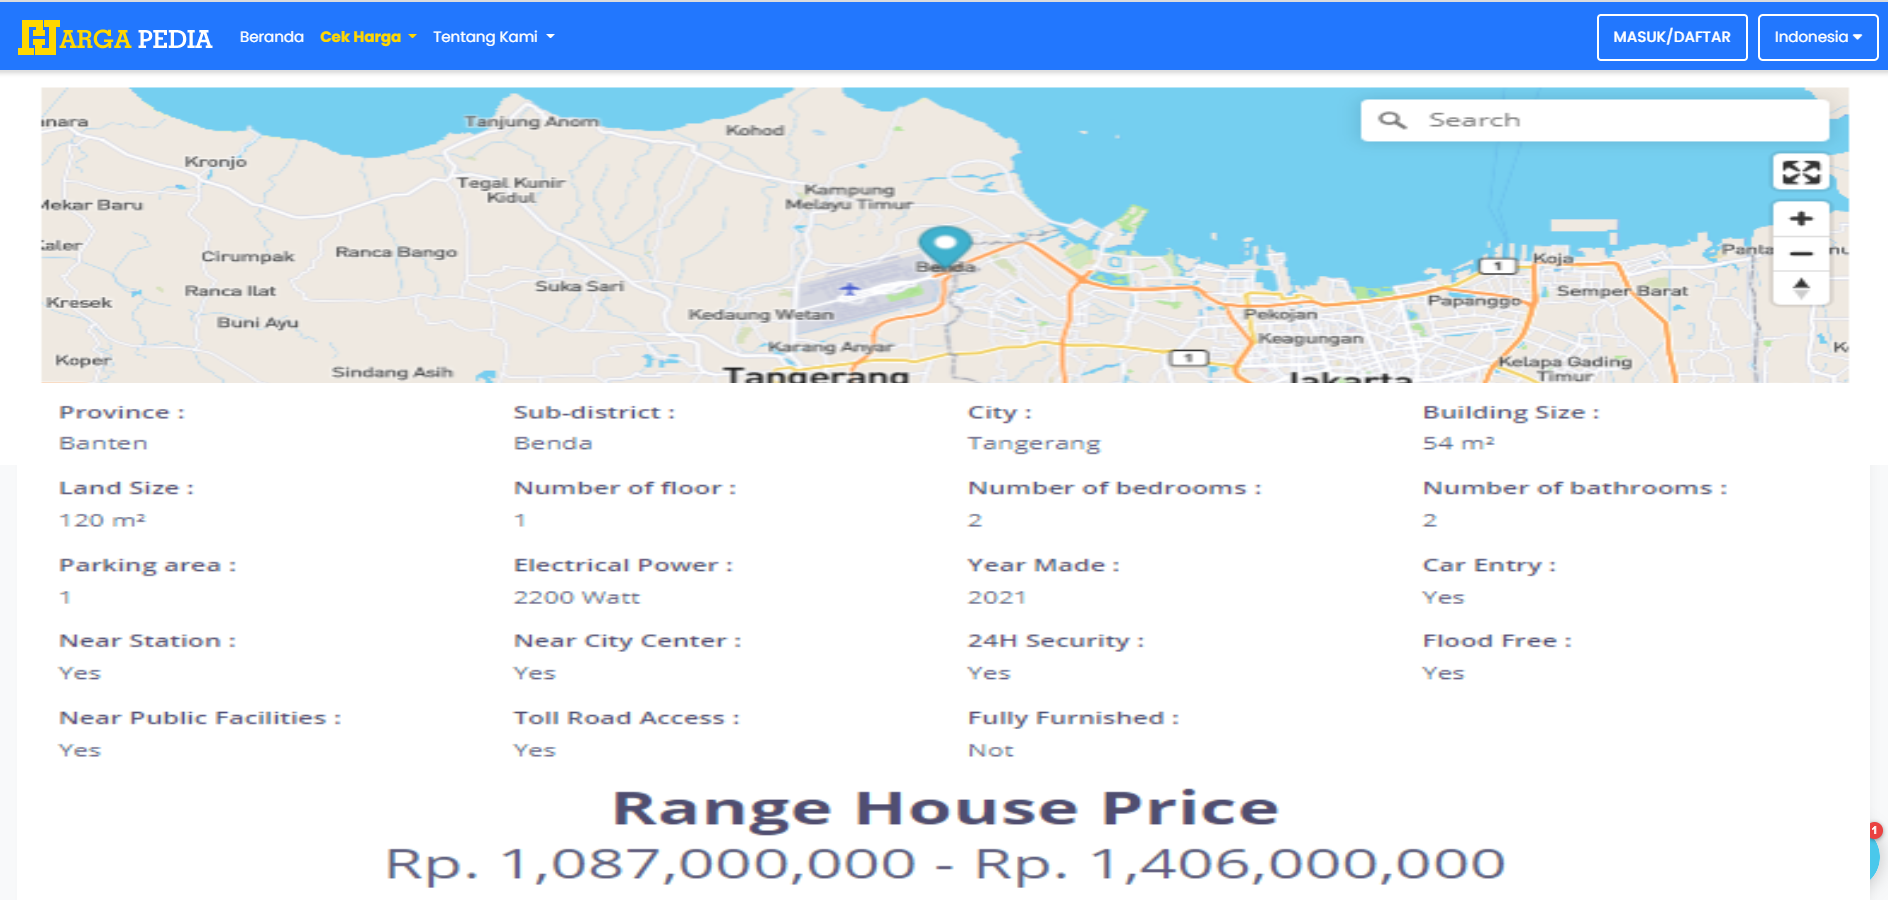 HARGA PEDIA Beranda Cek Harga Tentang Kami MASUK/DAFTAR Indonesia
Search
Tanjung Anom
Kohod
Kronjo
Tegal Kunir
Kidul
Kampung
Melayu Timur
Mekar Baru
Cirumpak
Ranca Bango
Benda
Koja
Kresek
Ranca Ilat
Suka Sari
1
Papanggo
Semper Barat
Buni Ayu
Kedaung Wetan
Pekojan
Karang Anyar
Keagungan
Koper
1
Kelapa Gading
Timur
Sindang Asih
Tangerang
Jakarta
Province : Sub-district : City : Building Size :
Banten Benda Tangerang 54 m²
Land Size : Number of floor : Number of bedrooms : Number of bathrooms :
120 m² 1 2 2
Parking area : Electrical Power : Year Made : Car Entry :
1 2200 Watt 2021 Yes
Near Station : Near City Center : 24H Security : Flood Free :
Yes Yes Yes Yes
Near Public Facilities : Toll Road Access : Fully Furnished :
Yes Yes Not
Range House Price
Rp. 1,087,000,000 - Rp. 1,406,000,000
1